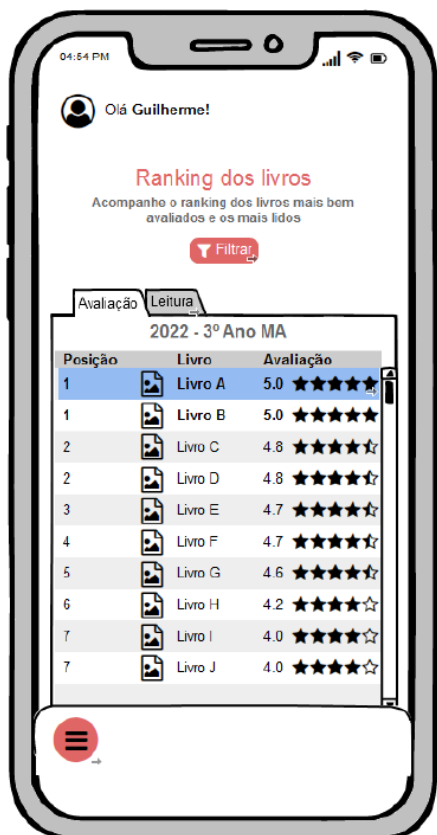 04:54 PM
Olá Guilherme!
Ranking dos livros
Acompanhe o ranking dos livros mais bem
avaliados e os mais lidos
Filtrar
Avaliação Leitura
2022 - 3º Ano MA
Posição Livro Avaliação
1 Livro A 5.0
1 Livro B 5.0
2 Livro C 4.8
2 Livro D 4.8
3 Livro E 4.7
4 Livro F 4.7
5 Livro G 4.6
6 Livro H 4.2
7 Livro I 4.0
7 Livro J 4.0